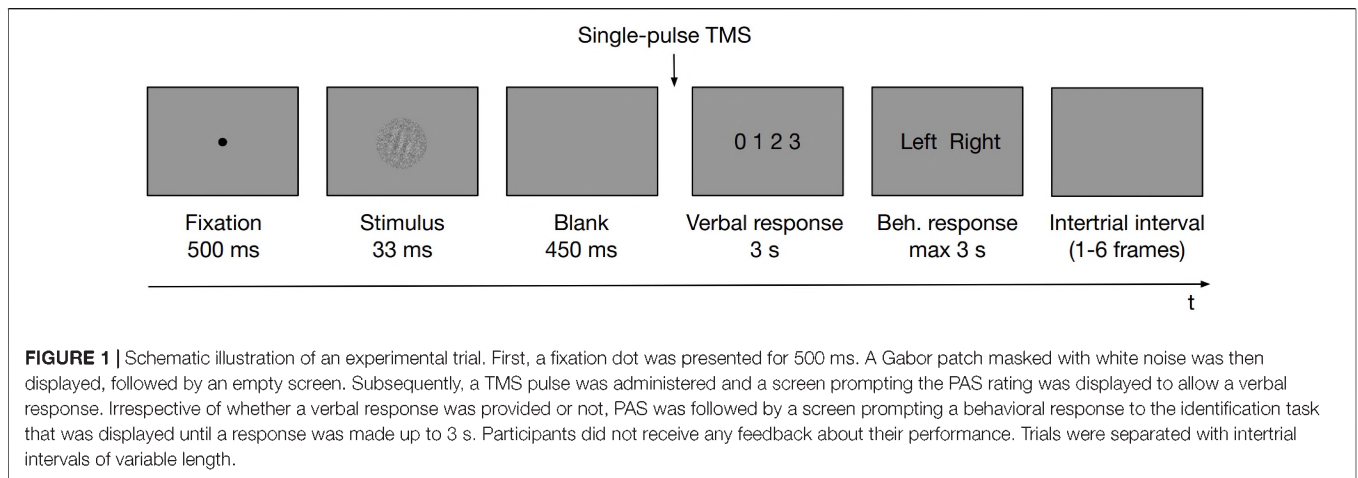 Single-pulse TMS
0 1 2 3
Left Right
Fixation
500 ms
Stimulus
33 ms
Blank
450 ms
Verbal response
3 s
Beh. response
max 3 s
Intertrial interval
(1-6 frames)
t
FIGURE 1 | Schematic illustration of an experimental trial. First, a fixation dot was presented for 500 ms. A Gabor patch masked with white noise was then
displayed, followed by an empty screen. Subsequently, a TMS pulse was administered and a screen prompting the PAS rating was displayed to allow a verbal
response. Irrespective of whether a verbal response was provided or not, PAS was followed by a screen prompting a behavioral response to the identification task
that was displayed until a response was made up to 3 s. Participants did not receive any feedback about their performance. Trials were separated with intertrial
intervals of variable length.